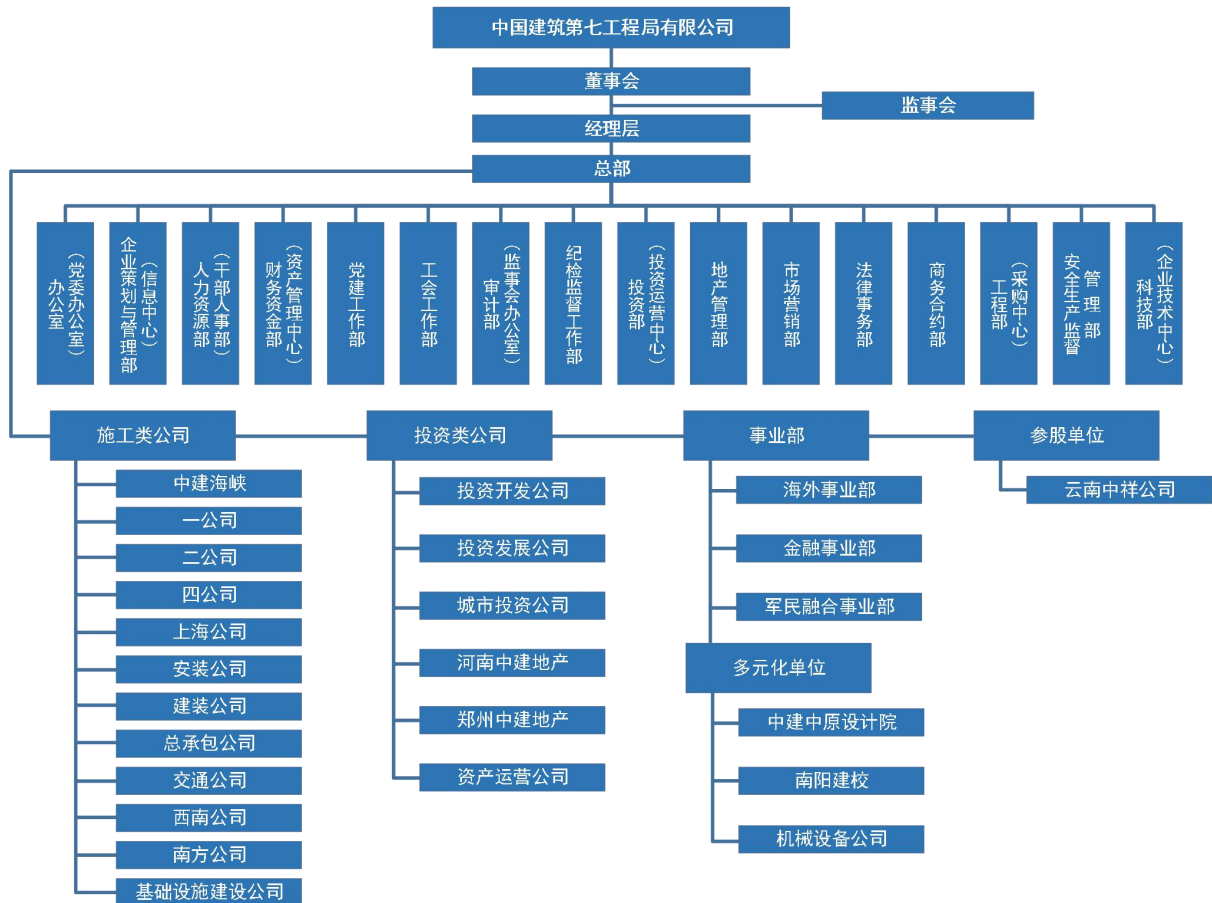 中国建筑第七工程局有限公司
董事会
监事会
经理层
总部
办公室
（党委办公室）
企业策划与管理部
（信息中心）
人力资源部
（干部人事部）
财务资金部
（资产管理中心）
党建工作部
工会工作部
审计部
（监事会办公室）
纪检监督工作部
投资部
（投资运营中心）
地产管理部
市场营销部
法律事务部
商务合约部
工程部
（采购中心）
安全生产监督
管理部
科技部
（企业技术中心）
施工类公司
中建海峡
一公司
二公司
四公司
上海公司
安装公司
建装公司
总承包公司
交通公司
西南公司
南方公司
基础设施建设公司
投资类公司
投资开发公司
投资发展公司
城市投资公司
河南中建地产
郑州中建地产
资产运营公司
事业部
海外事业部
金融事业部
军民融合事业部
多元化单位
中建中原设计院
南阳建校
机械设备公司
参股单位
云南中祥公司